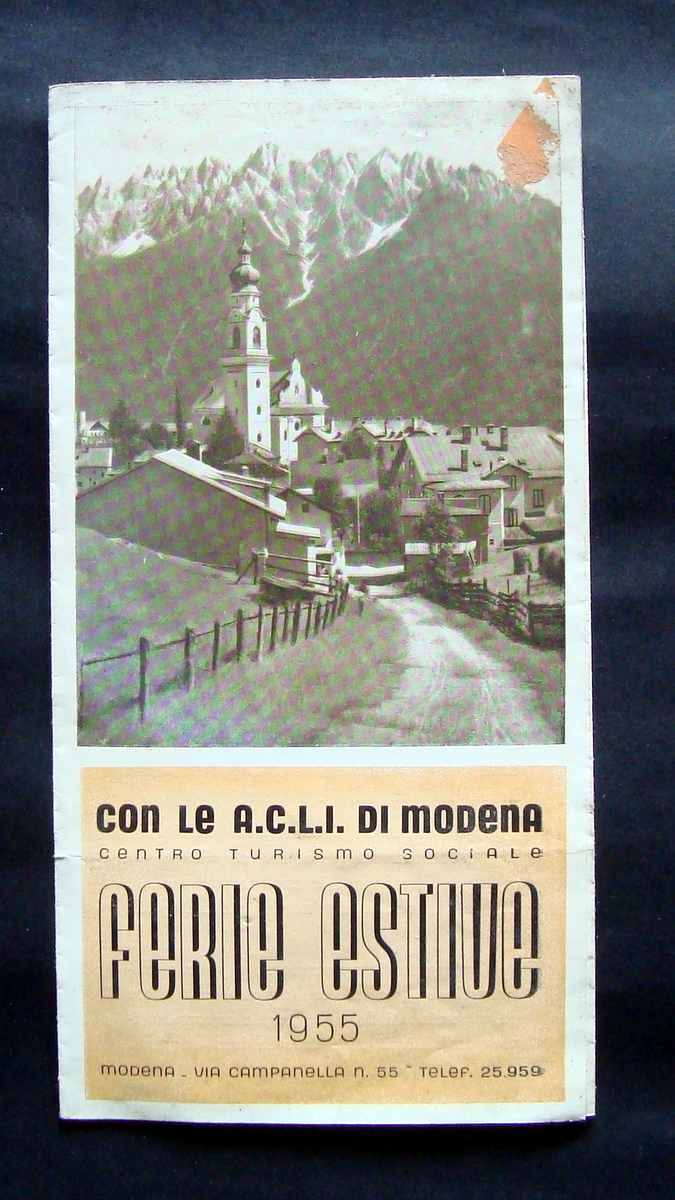 CON LE A.C.L.I. DI MODENA
CENTRO TURISMO SOCIALE
FERIE ESTIVE
1955
MODENA - VIA CAMPANELLA N. 55 - TELEF. 25.959